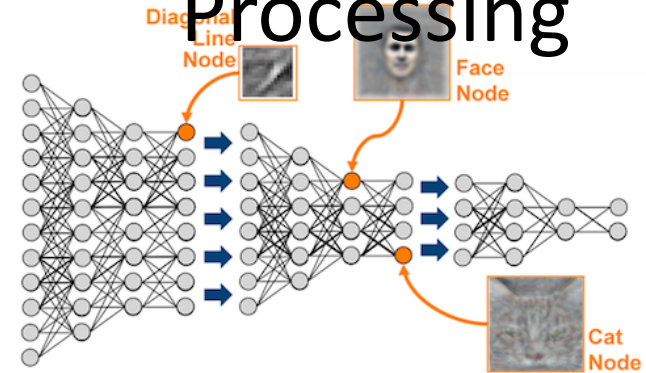 Processing
Diagonal
Line
Node
Face
Node
Cat
Node